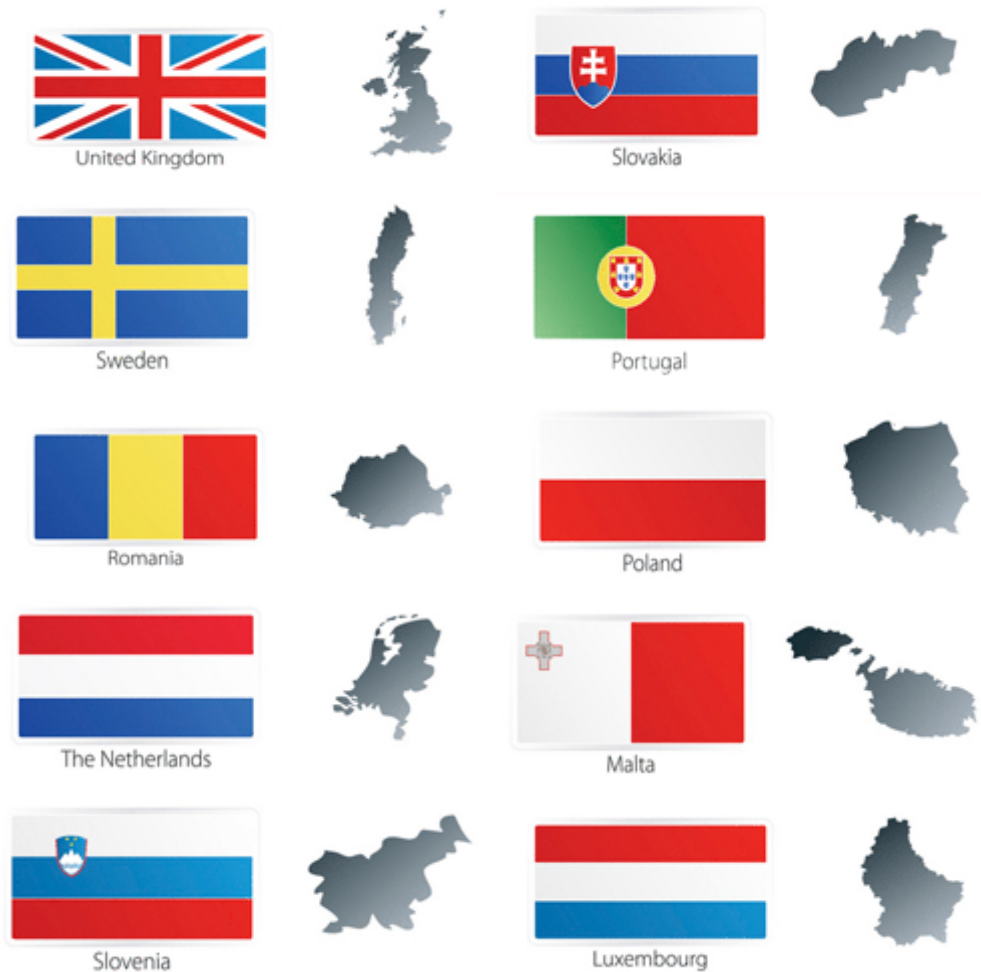 United Kingdom
Slovakia
Sweden
Portugal
Romania
Poland
The Netherlands
Malta
Slovenia
Luxembourg